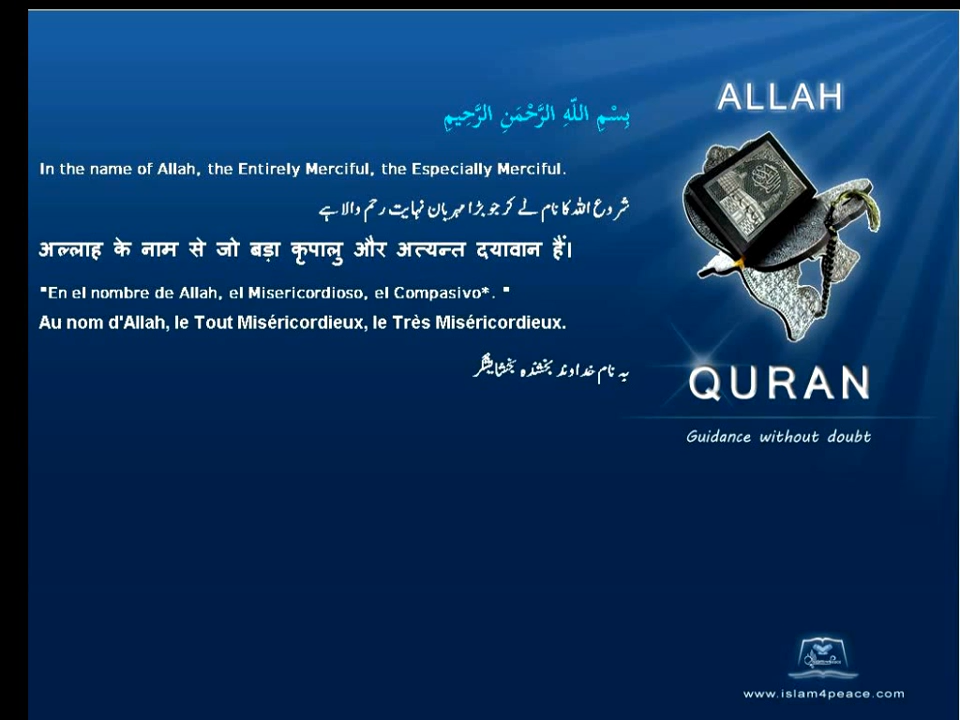 بِسْمِ اللّهِ الرَّحْمَنِ الرَّحِيمِ
In the name of Allah, the Entirely Merciful, the Especially Merciful.
شروع الله کا نام لے کر جو بڑا مہربان نہایت رحم والا ہے
अल्लाह के नाम से जो बड़ा कृपालु और अत्यन्त दयावान हैं।
"En el nombre de Allah, el Misericordioso, el Compasivo*. "
Au nom d'Allah, le Tout Miséricordieux, le Très Miséricordieux.
به نام خداوند بخشنده بخشایشگر
ALLAH
QURAN
Guidance without doubt
www.islam4peace.com